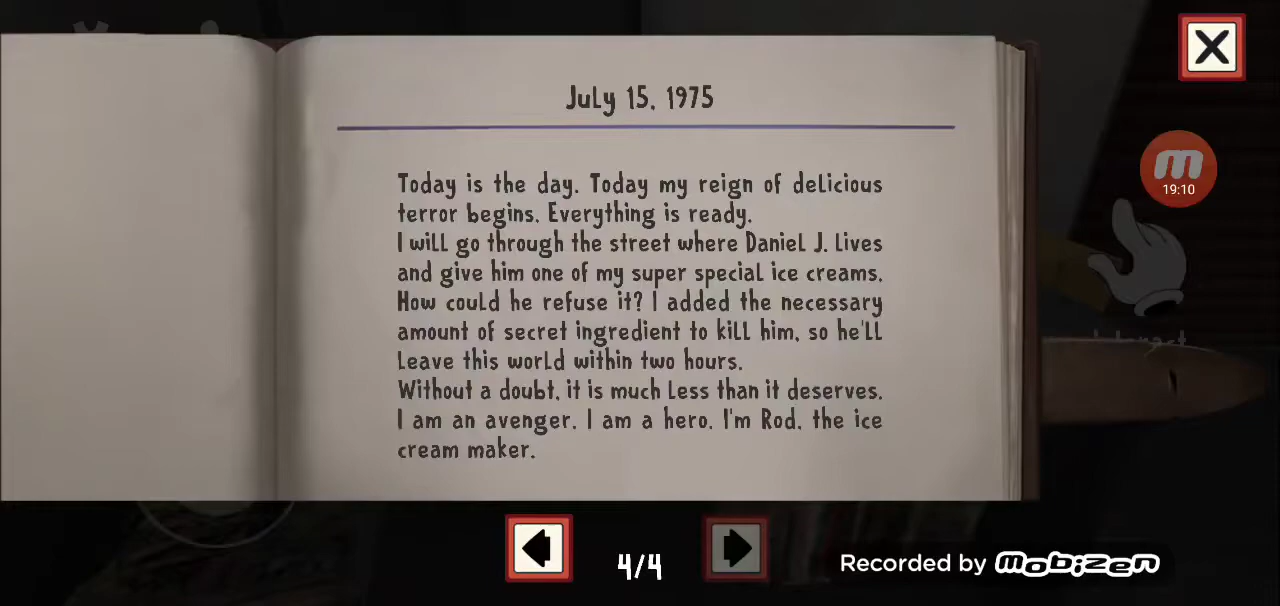 July 15, 1975
Today is the day. Today my reign of delicious
terror begins. Everything is ready.
I will go through the street where Daniel J. lives
and give him one of my super special ice creams.
How could he refuse it? I added the necessary
amount of secret ingredient to kill him, so he'll
leave this world within two hours.
Without a doubt, it is much less than it deserves.
I am an avenger. I am a hero. I'm Rod, the ice
cream maker.
19:10
4/4
Recorded by mobizen